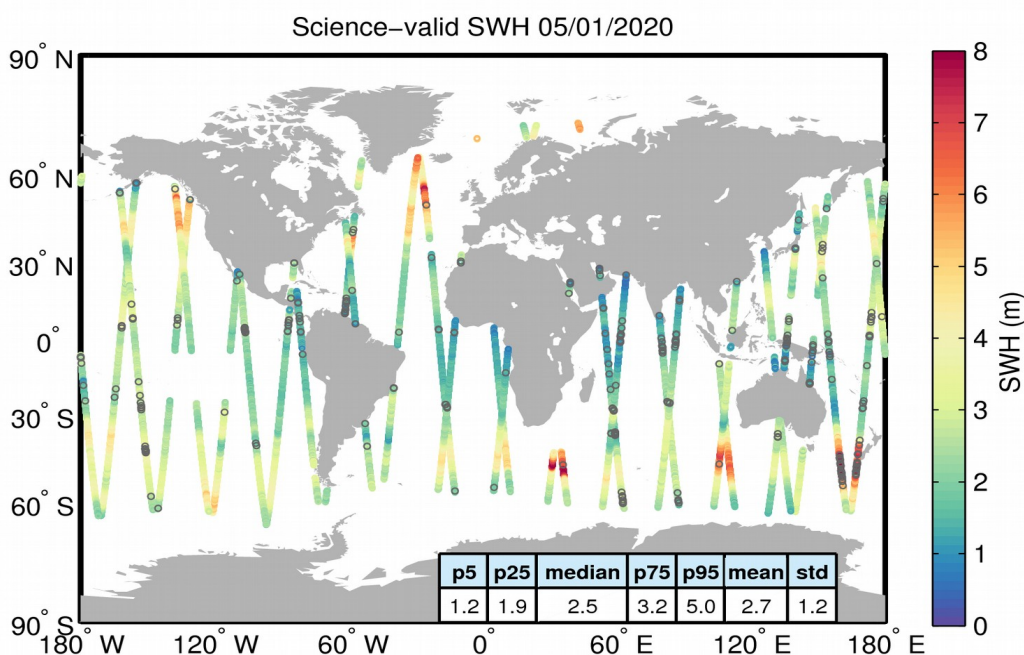 Science−valid SWH 05/01/2020
90° N
60° N
30° N
0°
30° S
60° S
90° S
180° W
120° W
60° W
0°
60° E
120° E
180° E
p5 p25 median p75 p95 mean std
1.2 1.9 2.5 3.2 5.0 2.7 1.2
8
7
6
5
4
3
2
1
0
SWH (m)